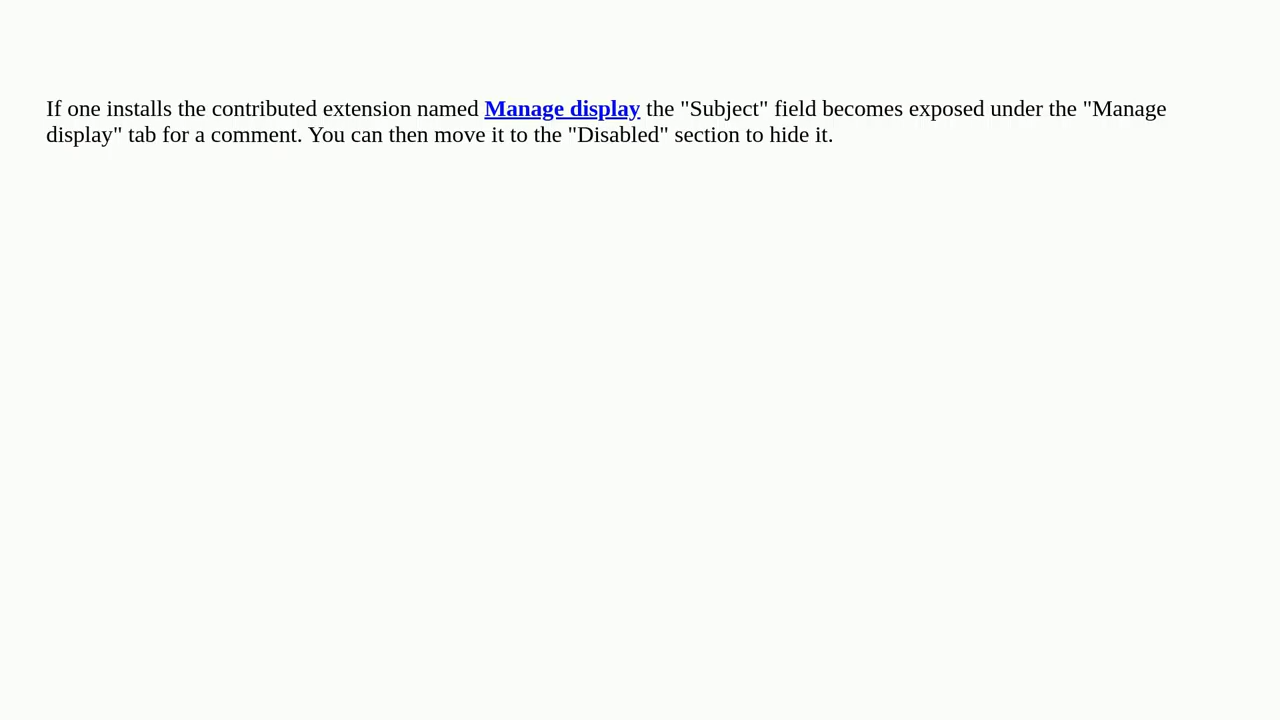 If one installs the contributed extension named Manage display the "Subject" field becomes exposed under the "Manage
display" tab for a comment. You can then move it to the "Disabled" section to hide it.